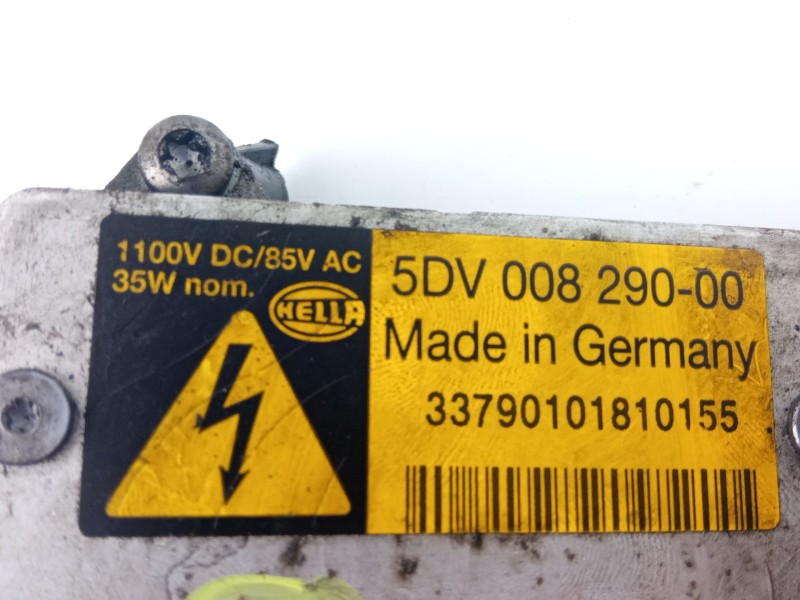 1100V DC/85V AC
35W nom.
HELLA
5DV 008 290-00
Made in Germany
33790101810155